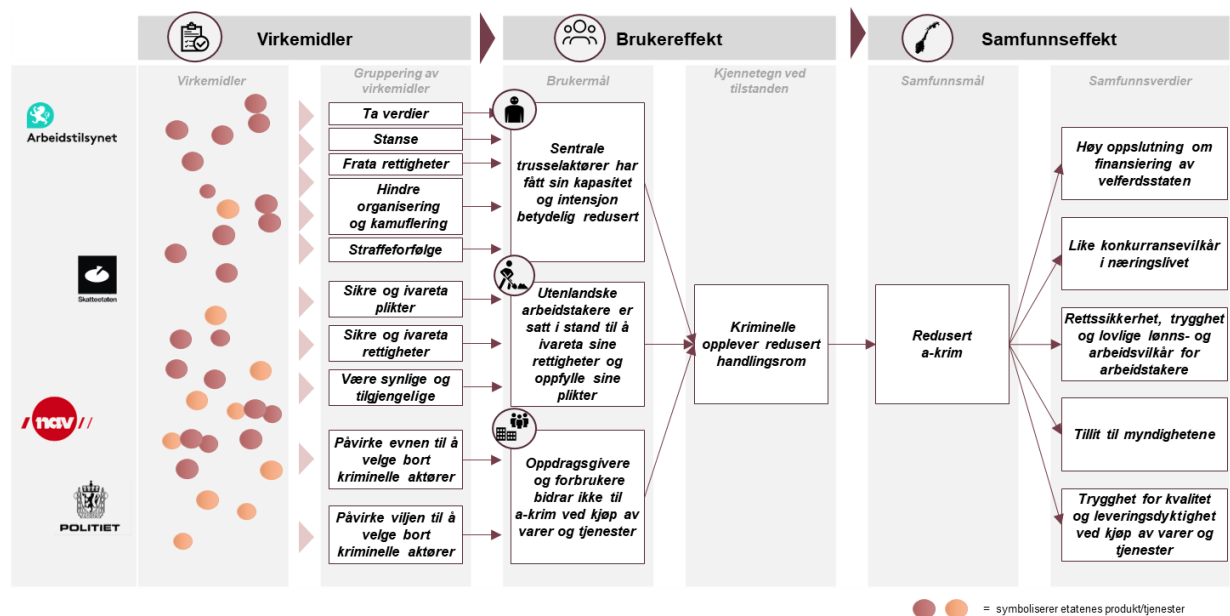 Virkemidler
Brukereffekt
Samfunnseffekt
Virkemidler
Gruppering av
virkemidler
Brukermål
Kjennetegn ved
tilstanden
Samfunnsmål
Samfunnsverdier
Arbeidstilsynet
Skatteetaten
nav
POLITIET
Ta verdier
Stanse
Frata rettigheter
Hindre
organisering
og kamuflering
Straffeforfølge
Sikre og ivareta
plikter
Sikre og ivareta
rettigheter
Være synlige og
tilgjengelige
Påvirke evnen til å
velge bort
kriminelle aktører
Påvirke viljen til å
velge bort
kriminelle aktører
Sentrale
trusselaktører har
fått sin kapasitet
og intensjon
betydelig redusert
Utenlandske
arbeidstakere er
satt i stand til å
ivareta sine
rettigheter og
oppfylle sine
plikter
Oppdragsgivere
og forbrukere
bidrar ikke til
a-krim ved kjøp av
varer og tjenester
Kriminelle
opplever redusert
handlingsrom
Redusert
a-krim
Høy oppslutning om
finansiering av
velferdsstaten
Like konkurransevilkår
i næringslivet
Rettssikkerhet, trygghet
og lovlige lønns- og
arbeidsvilkår for
arbeidstakere
Tillit til myndighetene
Trygghet for kvalitet
og leveringsdyktighet
ved kjøp av varer og
tjenester
= symboliserer etatenes produkt/tjenester